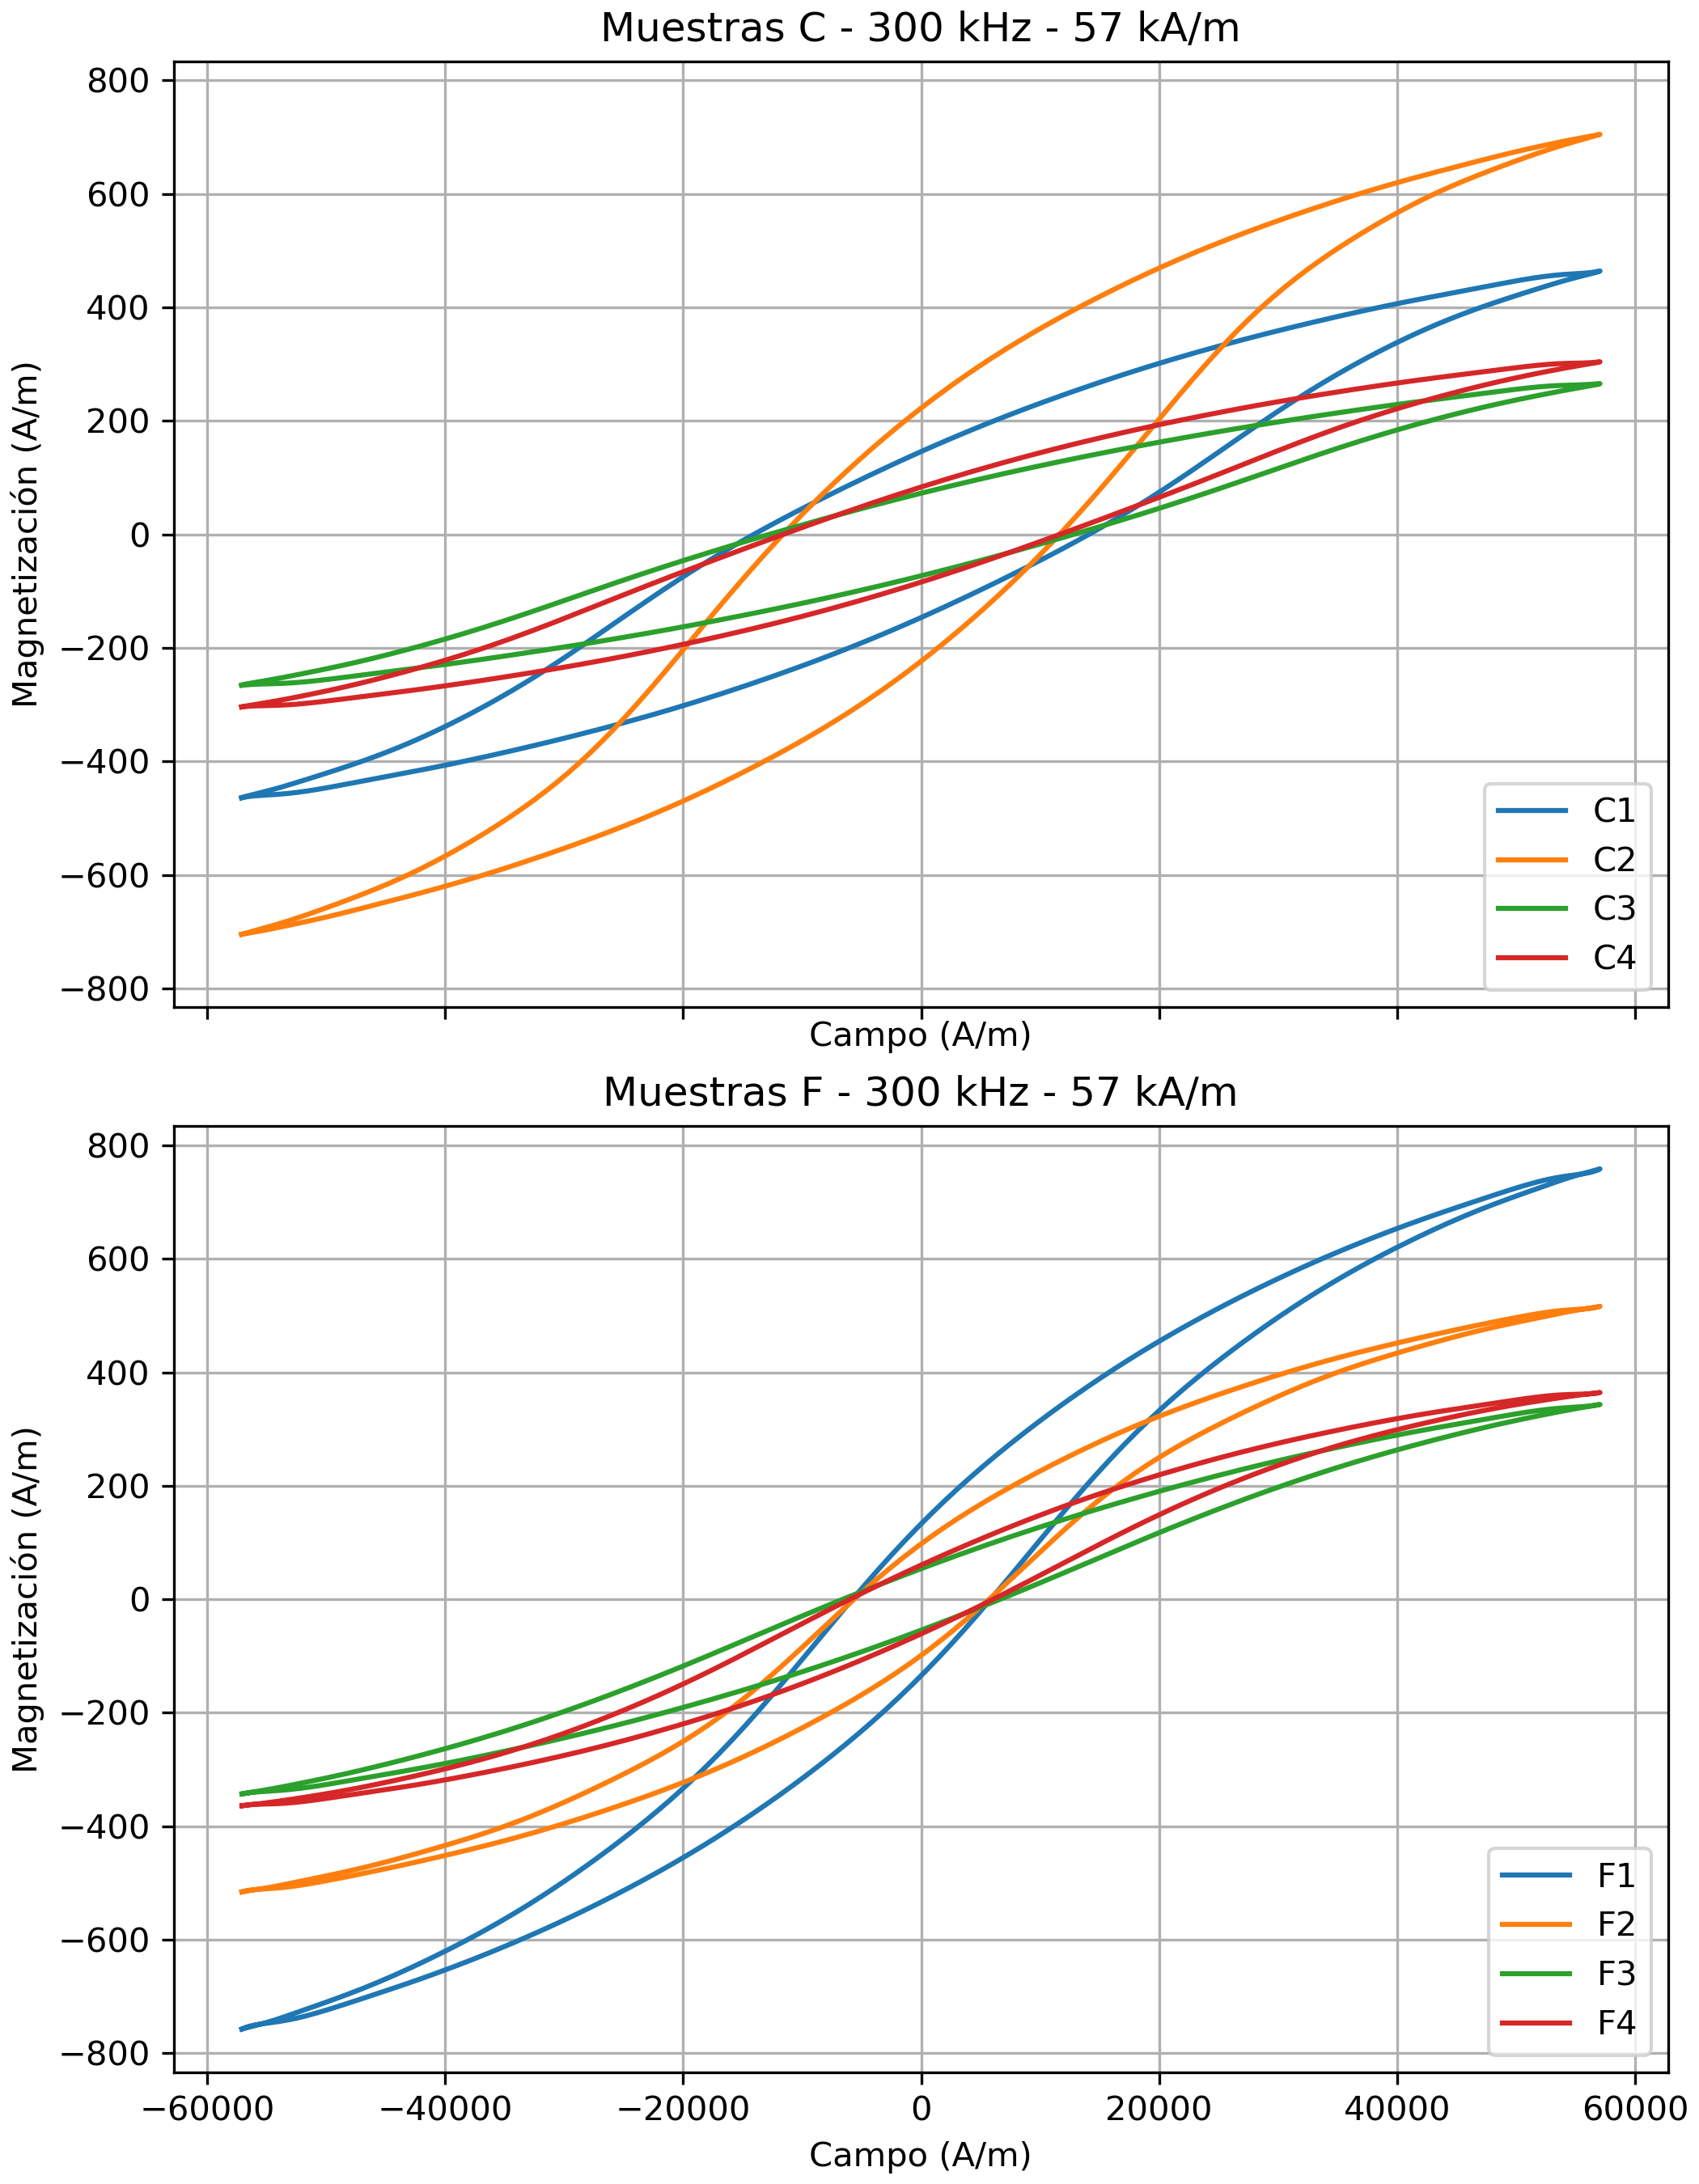 Muestras C - 300 kHz - 57 kA/m
800
600
400
200
0
−200
−400
−600
−800
Magnetización (A/m)
C1
C2
C3
C4
Campo (A/m)
Muestras F - 300 kHz - 57 kA/m
800
600
400
200
0
−200
−400
−600
−800
Magnetización (A/m)
F1
F2
F3
F4
−60000 −40000 −20000 0 20000 40000 60000
Campo (A/m)